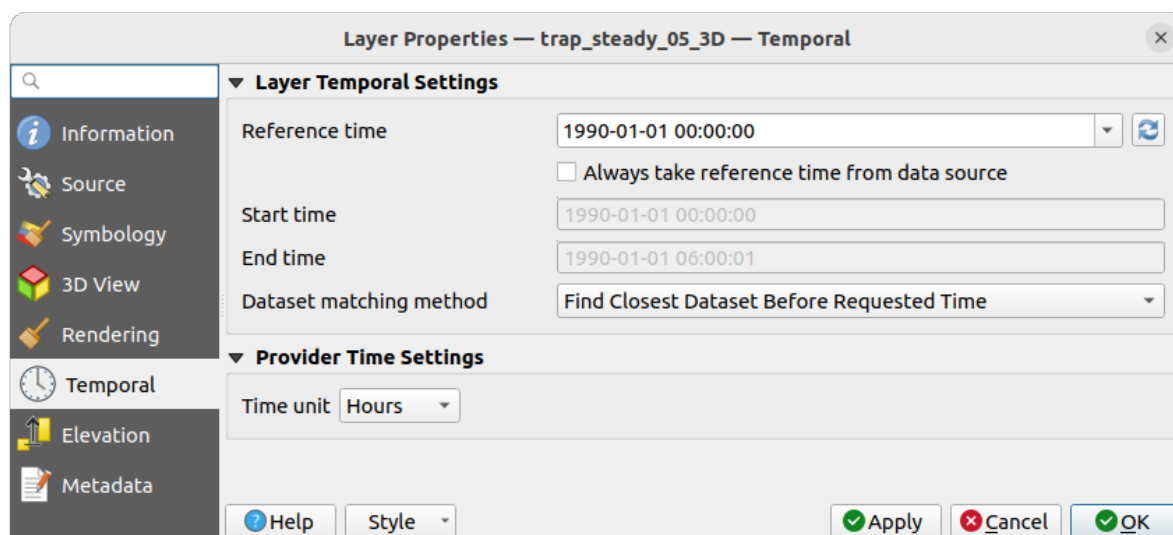 Layer Properties — trap_steady_05_3D — Temporal
Information
Source
Symbology
3D View
Rendering
Temporal
Elevation
Metadata
Layer Temporal Settings
Reference time 1990-01-01 00:00:00
Always take reference time from data source
Start time 1990-01-01 00:00:00
End time 1990-01-01 06:00:01
Dataset matching method Find Closest Dataset Before Requested Time
Provider Time Settings
Time unit Hours
Help Style Apply Cancel OK